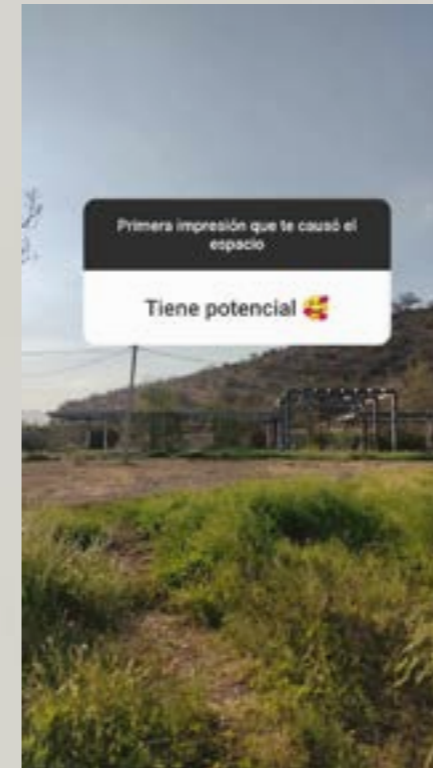 Primera impresión que te causó el
espacio
Tiene potencial 🥰